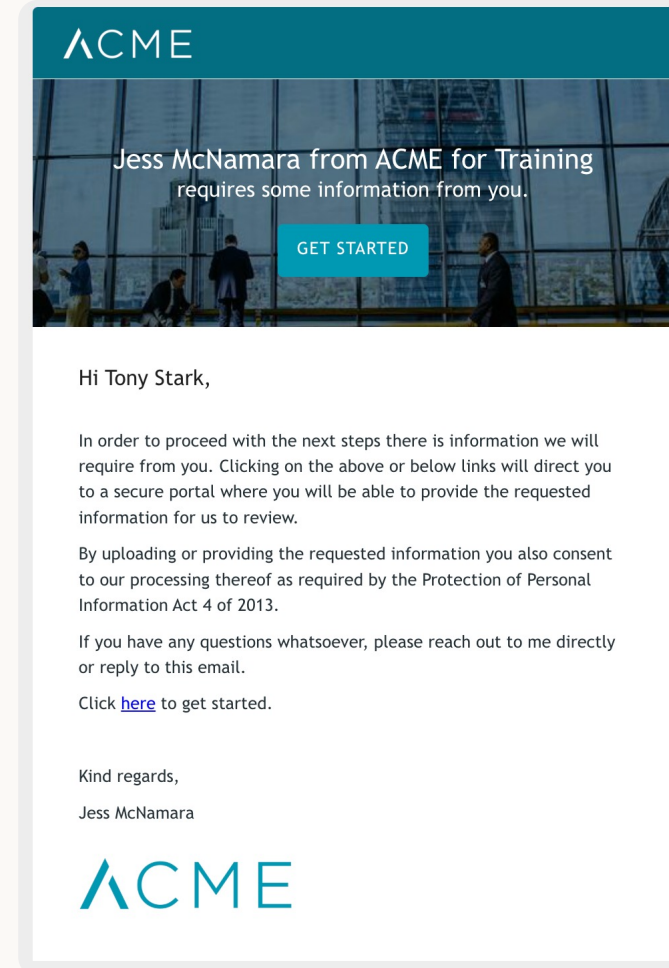 ACME
Jess McNamara from ACME for Training
requires some information from you.
GET STARTED
Hi Tony Stark,
In order to proceed with the next steps there is information we will
require from you. Clicking on the above or below links will direct you
to a secure portal where you will be able to provide the requested
information for us to review.
By uploading or providing the requested information you also consent
to our processing thereof as required by the Protection of Personal
Information Act 4 of 2013.
If you have any questions whatsoever, please reach out to me directly
or reply to this email.
Click here to get started.
Kind regards,
Jess McNamara
ACME